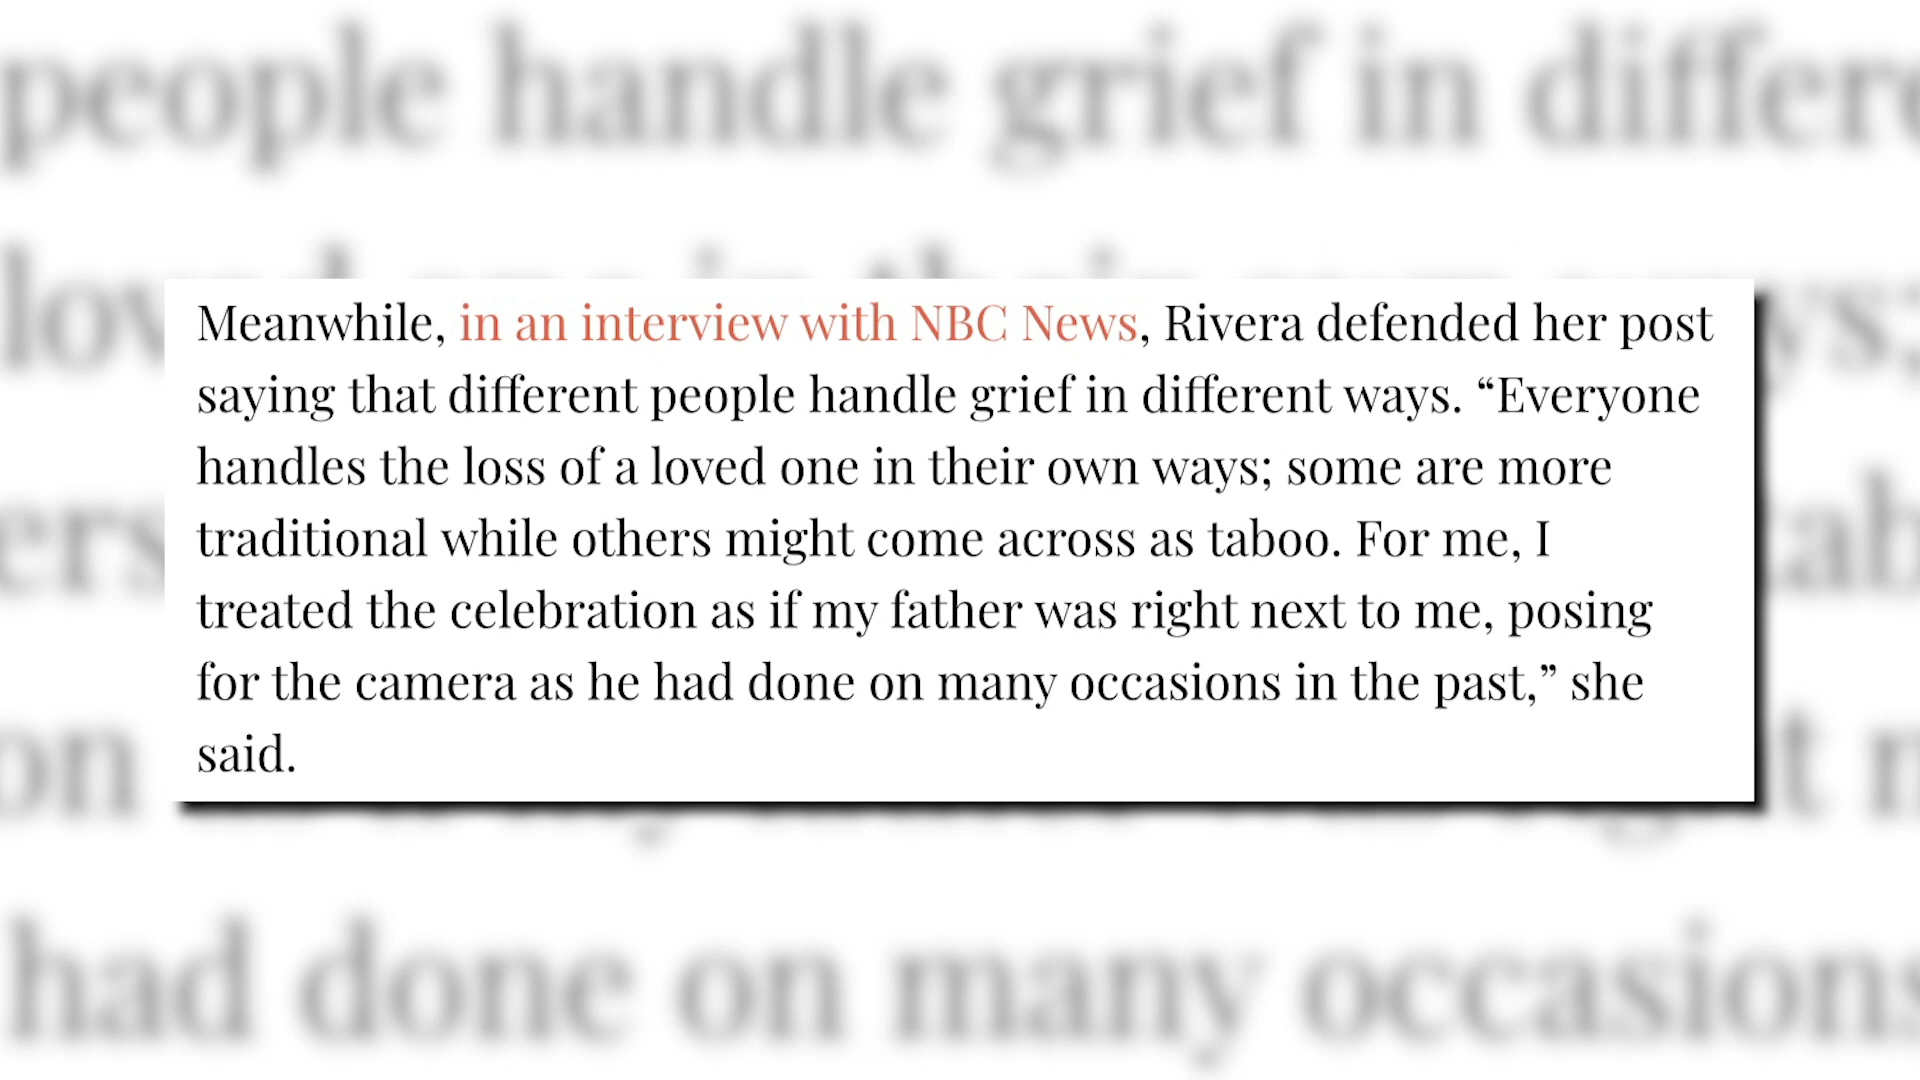 Meanwhile, in an interview with NBC News, Rivera defended her post
saying that different people handle grief in different ways. “Everyone
handles the loss of a loved one in their own ways; some are more
traditional while others might come across as taboo. For me, I
treated the celebration as if my father was right next to me, posing
for the camera as he had done on many occasions in the past,” she
said.